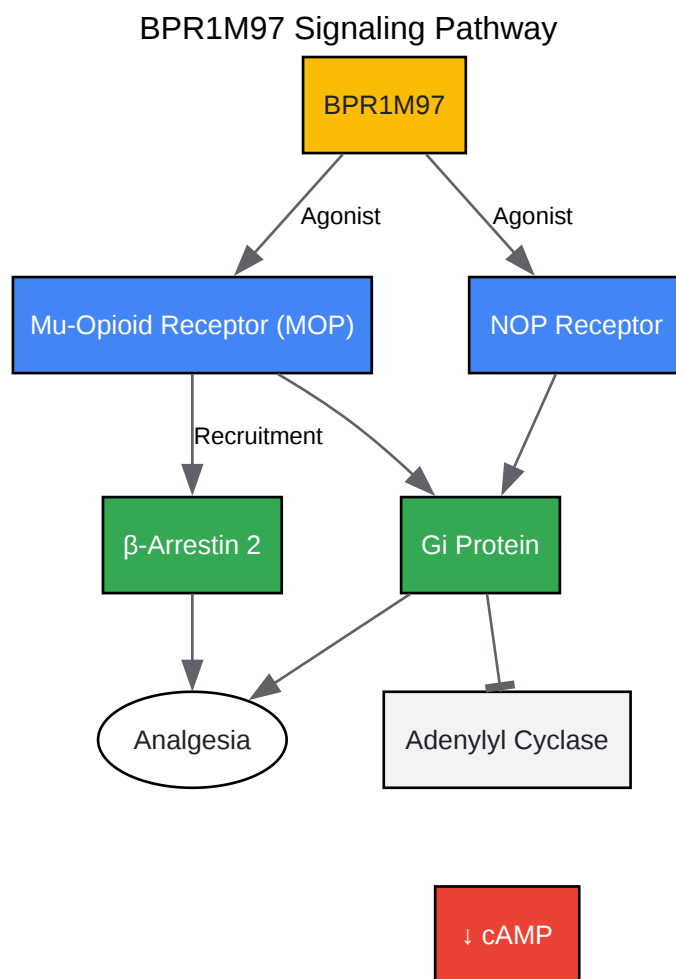 BPR1M97 Signaling Pathway
BPR1M97
Agonist
Agonist
Mu-Opioid Receptor (MOP)
NOP Receptor
Recruitment
β-Arrestin 2
Gi Protein
Analgesia
Adenylyl Cyclase
↓ cAMP